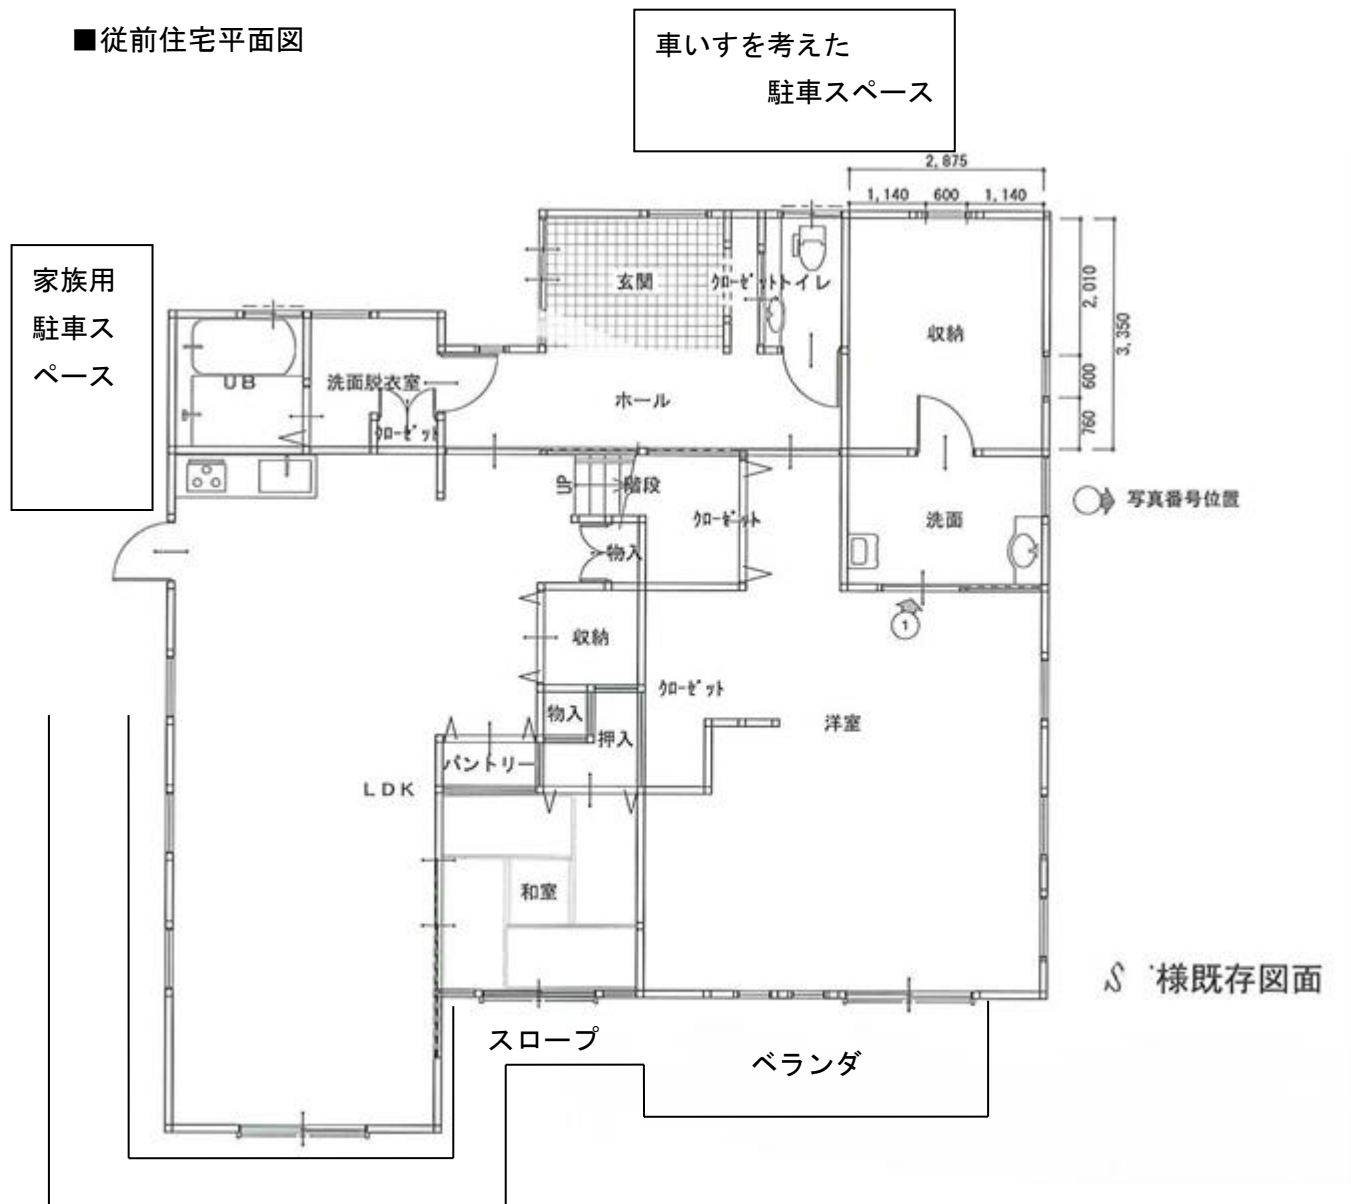 ■従前住宅平面図
車いすを考えた
駐車スペース
2,875
1,140 600 1,140
家族用
駐車ス
ペース
玄関
クローゼット
トイレ
収納
2,010
3,350
600
760
UB
洗面脱衣室
クローゼット
ホール
UP
階段
クローゼット
洗面
写真番号位置
物入
1
収納
クローゼット
物入
押入
洋室
パントリー
LDK
和室
S 様既存図面
スロープ
ベランダ